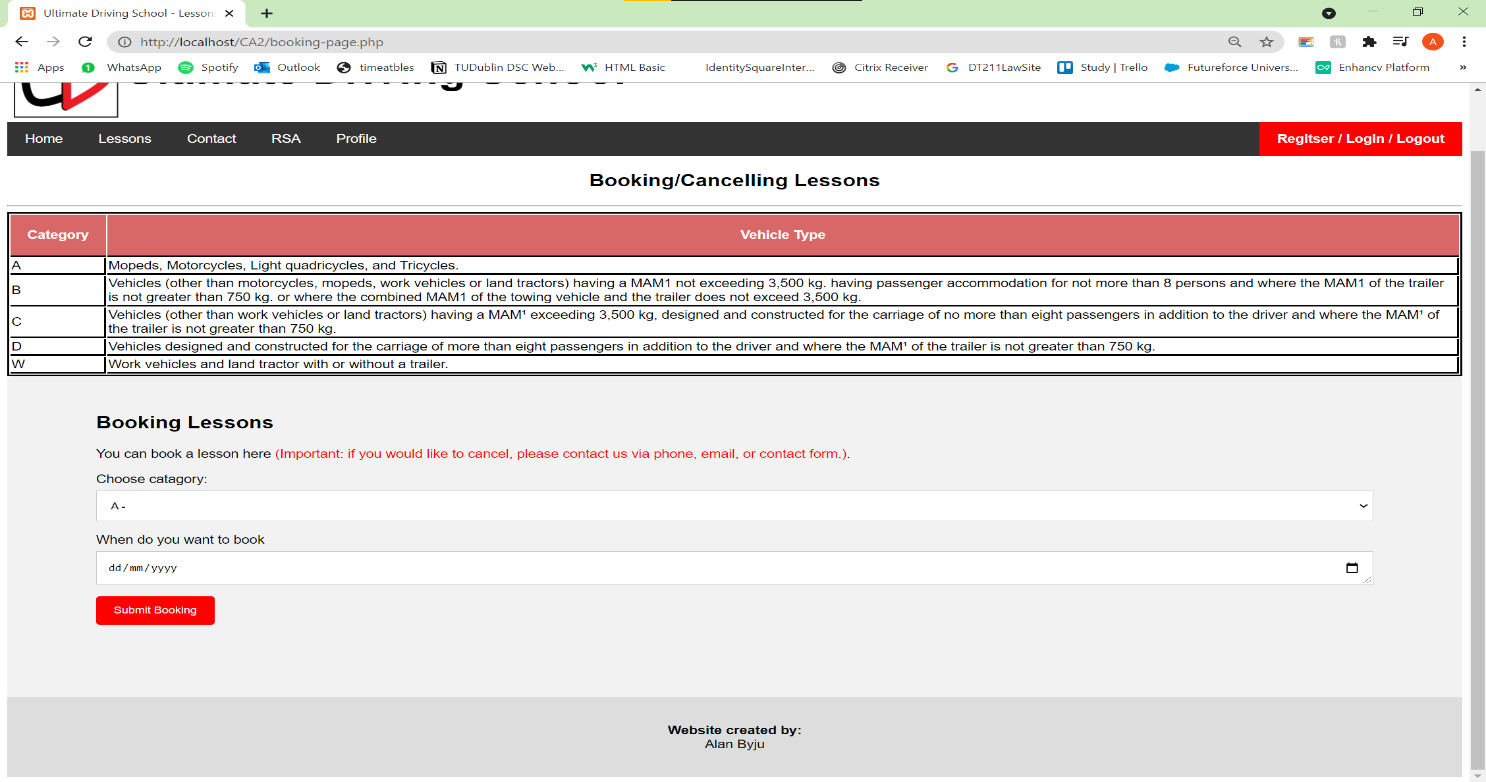 Ultimate Driving School - Lesson
http://localhost/CA2/booking-page.php
A
Apps 1 WhatsApp Spotify Outlook timeatbles TUDublin DSC Web... HTML Basic IdentitySquareInter... Citrix Receiver DT211LawSite Study | Trello Futureforce Univers... Enhancv Platform »
Ultimate Driving School
Home Lessons Contact RSA Profile RegItser / LogIn / Logout
Booking/Cancelling Lessons
Category Vehicle Type
A Mopeds, Motorcycles, Light quadricycles, and Tricycles.
B Vehicles (other than motorcycles, mopeds, work vehicles or land tractors) having a MAM1 not exceeding 3,500 kg. having passenger accommodation for not more than 8 persons and where the MAM1 of the trailer
is not greater than 750 kg. or where the combined MAM1 of the towing vehicle and the trailer does not exceed 3,500 kg.
C Vehicles (other than work vehicles or land tractors) having a MAM¹ exceeding 3,500 kg, designed and constructed for the carriage of no more than eight passengers in addition to the driver and where the MAM¹ of
the trailer is not greater than 750 kg.
D Vehicles designed and constructed for the carriage of more than eight passengers in addition to the driver and where the MAM¹ of the trailer is not greater than 750 kg.
W Work vehicles and land tractor with or without a trailer.
Booking Lessons
You can book a lesson here (Important: if you would like to cancel, please contact us via phone, email, or contact form.).
Choose catagory:
A -
When do you want to book
dd/mm/yyyy
Submit Booking
Website created by:
Alan Byju